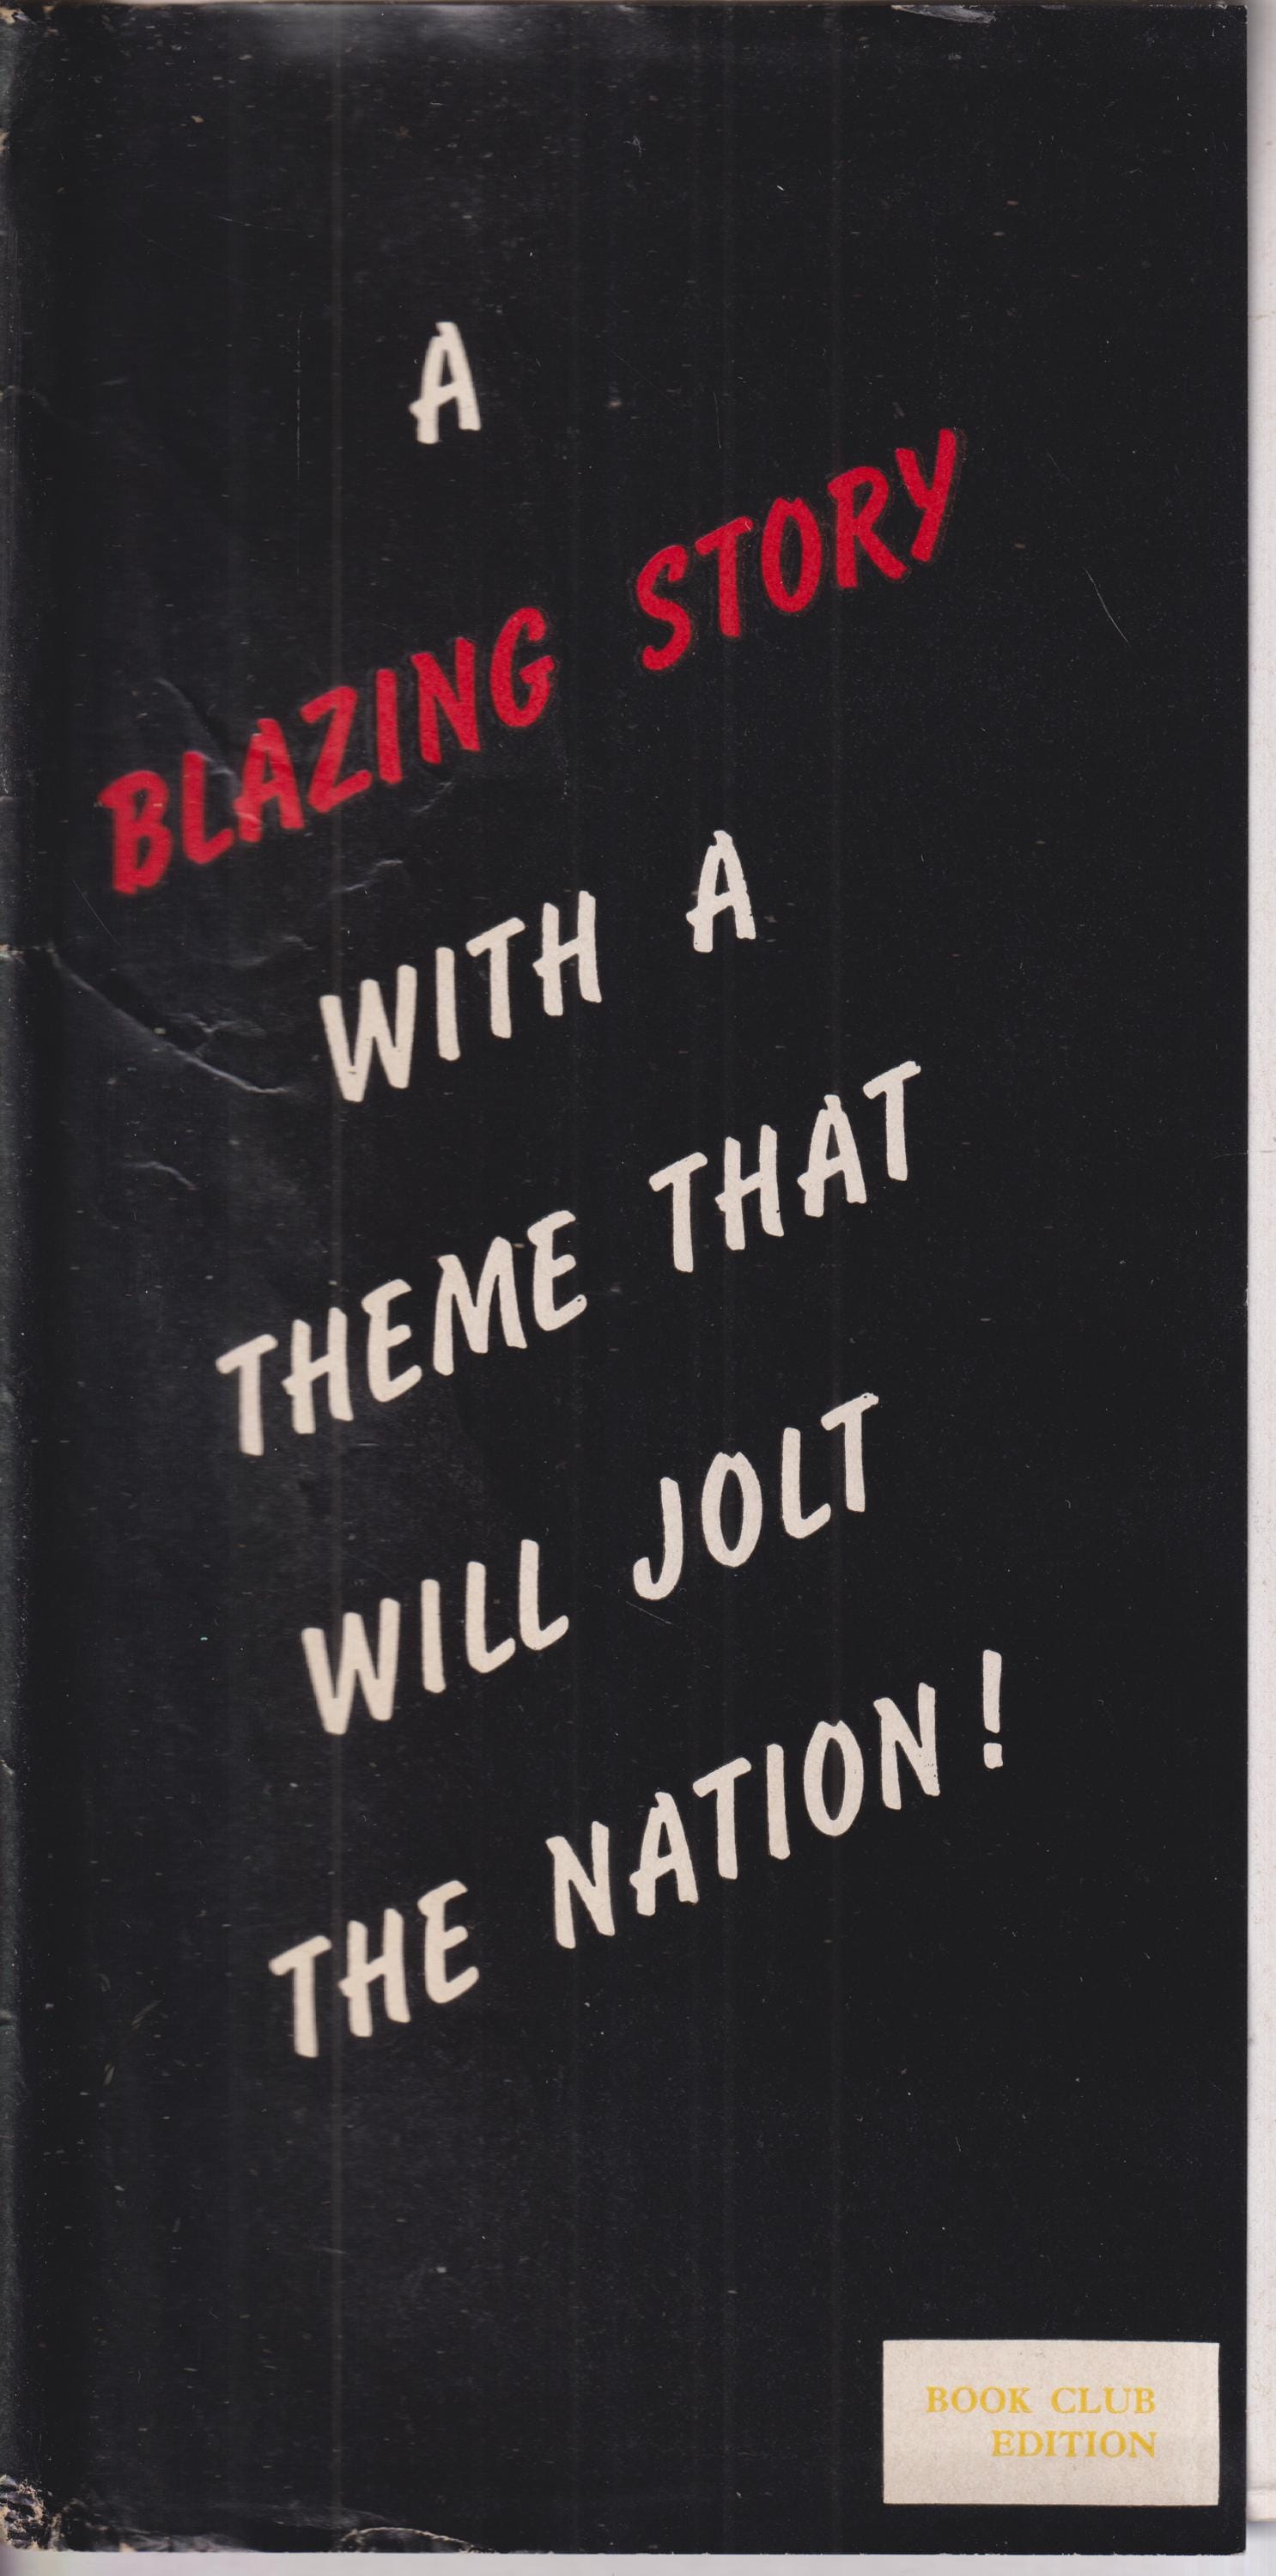 A
BLAZING STORY
WITH A
THEME THAT
WILL JOLT
THE NATION!
BOOK CLUB
EDITION